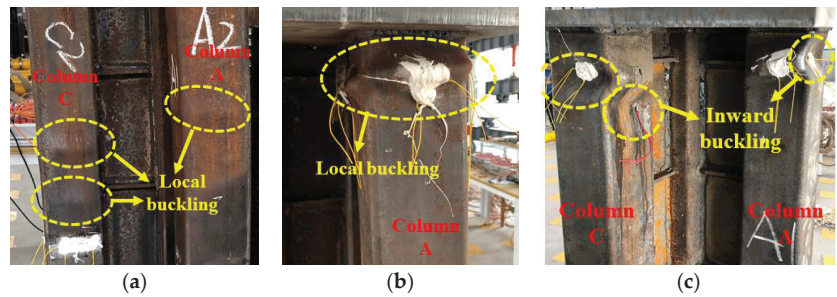 C2
A2
Column
C
Column
A
Local
buckling
Local buckling
Column
A
Inward
buckling
Column
C
Column
A
A
(a)
(b)
(c)